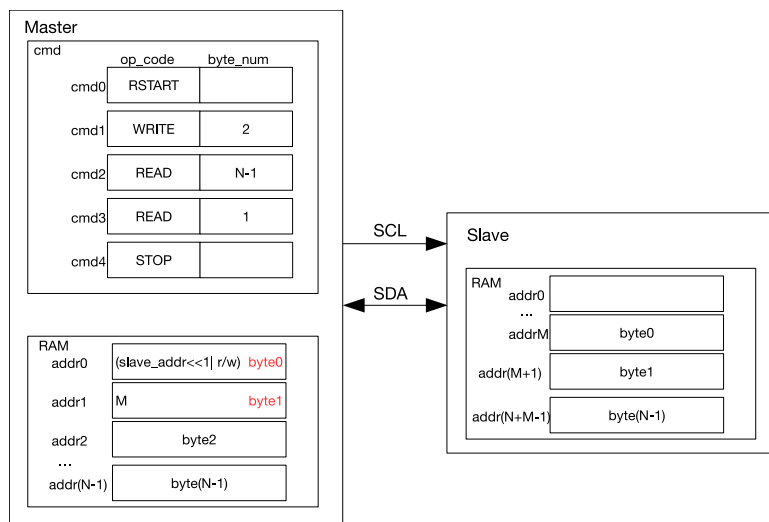 Master
cmd
op_code byte_num
cmd0 RSTART
cmd1 WRITE 2
cmd2 READ N-1
cmd3 READ 1
cmd4 STOP
RAM
addr0 (slave_addr<<1| r/w) byte0
addr1 M byte1
addr2 byte2
...
addr(N-1) byte(N-1)
SCL
SDA
Slave
RAM
addr0
...
addrM byte0
addr(M+1) byte1
addr(N+M-1) byte(N-1)